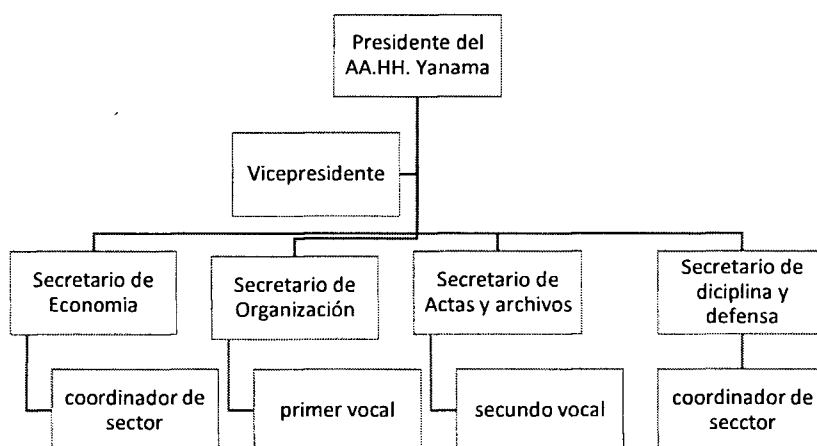 Presidente del
AA.HH. Yanama
Vicepresidente
Secretario de
Economia
Secretario de
Organización
Secretario de
Actas y archivos
Secretario de
diciplina y
defensa
coordinador de
sector
primer vocal
secundo vocal
coordinador de
secctor